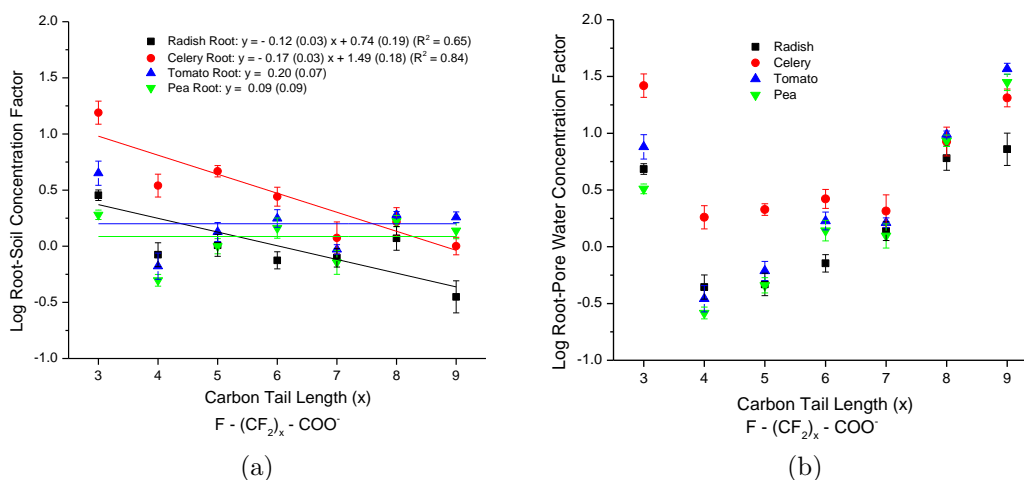 2.0
1.5
1.0
0.5
0.0
-0.5
-1.0
Log Root-Soil Concentration Factor
Radish Root: y = - 0.12 (0.03) x + 0.74 (0.19) (R² = 0.65)
Celery Root: y = -0.17 (0.03) x + 1.49 (0.18) (R² = 0.84)
Tomato Root: y = 0.20 (0.07)
Pea Root: y = 0.09 (0.09)
3 4 5 6 7 8 9
Carbon Tail Length (x)
F - (CF₂)ₓ - COO⁻
(a)
2.0
1.5
1.0
0.5
0.0
-0.5
-1.0
Log Root-Pore Water Concentration Factor
Radish
Celery
Tomato
Pea
3 4 5 6 7 8 9
Carbon Tail Length (x)
F - (CF₂)ₓ - COO⁻
(b)